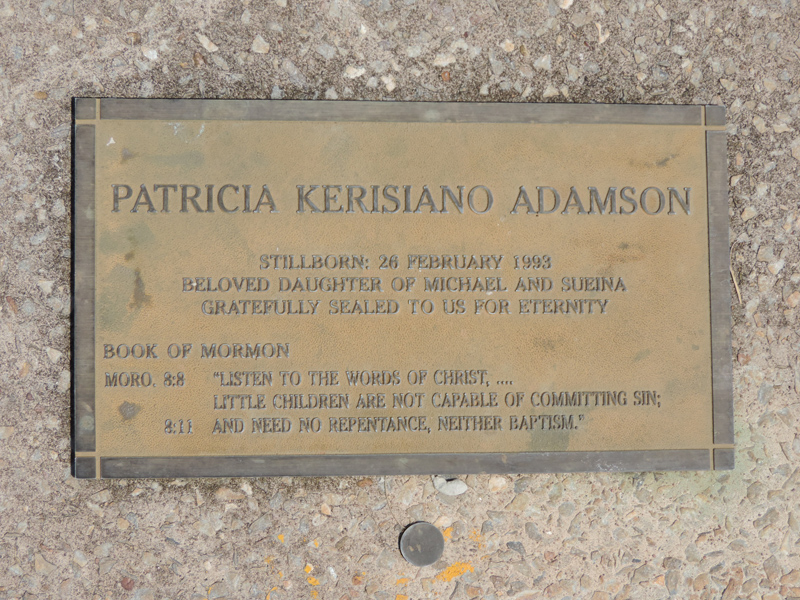 PATRICIA KERISIANO ADAMSON
STILLBORN: 26 FEBRUARY 1993
BELOVED DAUGHTER OF MICHAEL AND SUEINA
GRATEFULLY SEALED TO US FOR ETERNITY
BOOK OF MORMON
MORO. 8:8 "LISTEN TO THE WORDS OF CHRIST, ....
LITTLE CHILDREN ARE NOT CAPABLE OF COMMITTING SIN;
8:11 AND NEED NO REPENTANCE, NEITHER BAPTISM."